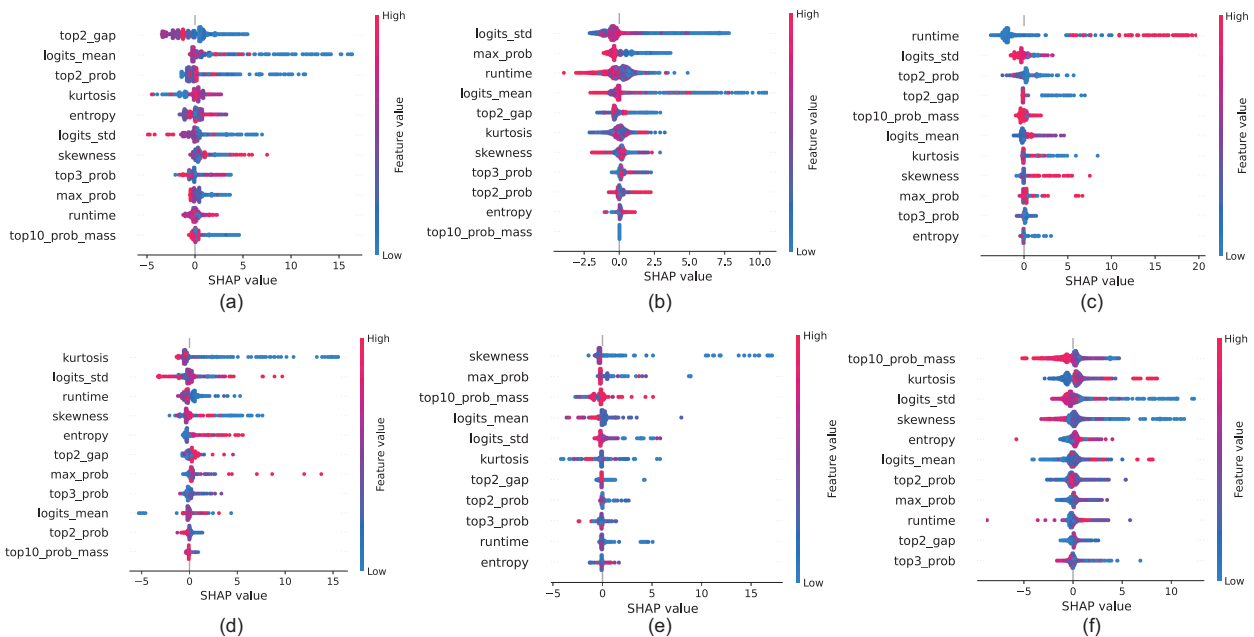 High
top2_gap
logits_mean
top2_prob
kurtosis
entropy
logits_std
skewness
top3_prob
max_prob
runtime
top10_prob_mass
Feature value
Low
−5 0 5 10 15
SHAP value
(a)
High
logits_std
max_prob
runtime
logits_mean
top2_gap
kurtosis
skewness
top3_prob
top2_prob
entropy
top10_prob_mass
Feature value
Low
−2.5 0.0 2.5 5.0 7.5 10.0
SHAP value
(b)
High
runtime
logits_std
top2_prob
top2_gap
top10_prob_mass
logits_mean
kurtosis
skewness
max_prob
top3_prob
entropy
Feature value
Low
0 5 10 15 20
SHAP value
(c)
High
kurtosis
logits_std
runtime
skewness
entropy
top2_gap
max_prob
top3_prob
logits_mean
top2_prob
top10_prob_mass
Feature value
Low
−5 0 5 10 15
SHAP value
(d)
High
skewness
max_prob
top10_prob_mass
logits_mean
logits_std
kurtosis
top2_gap
top2_prob
top3_prob
runtime
entropy
Feature value
Low
−5 0 5 10 15
SHAP value
(e)
High
top10_prob_mass
kurtosis
logits_std
skewness
entropy
logits_mean
top2_prob
max_prob
runtime
top2_gap
top3_prob
Feature value
Low
−5 0 5 10
SHAP value
(f)